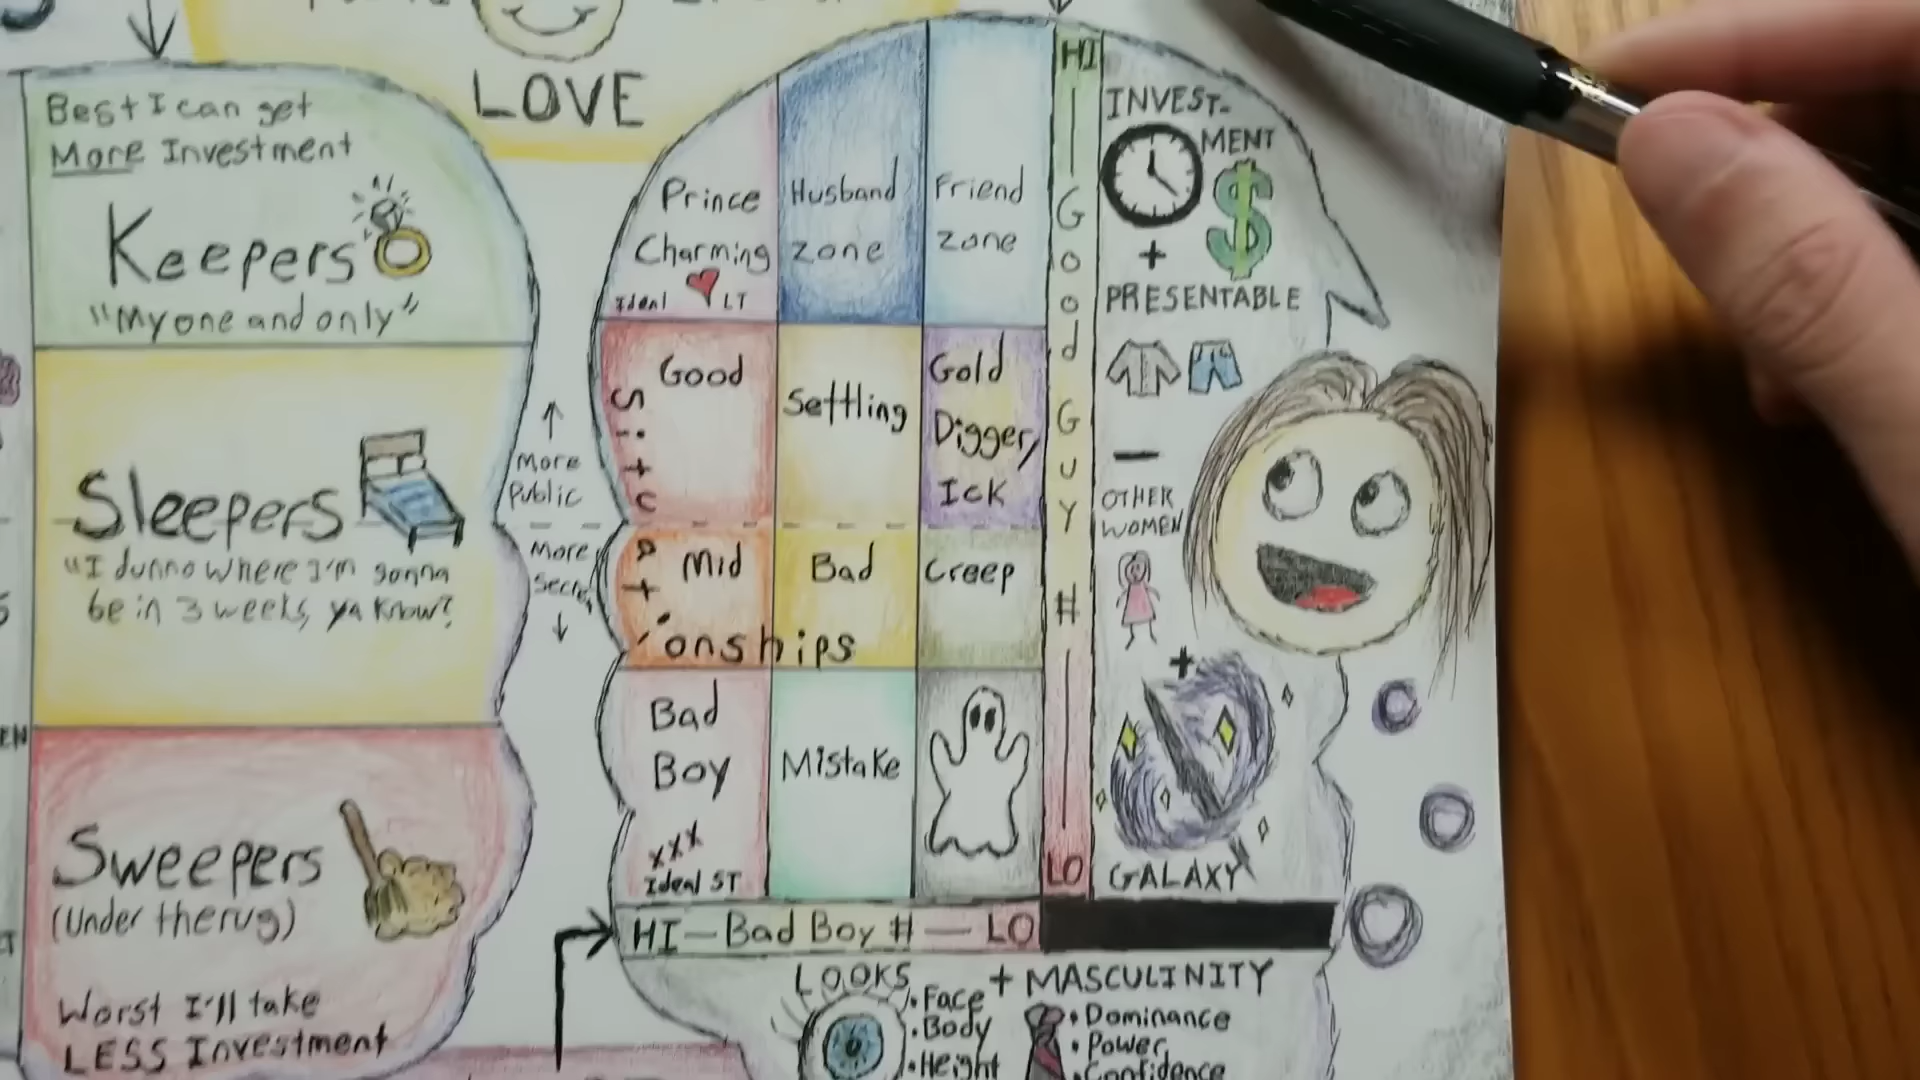 LOVE
Best I can get
More Investment
Keepers
"My one and only"
Sleepers
"I dunno where I'm gonna
be in 3 weeks, ya know?
Sweepers
(Under the rug)
Worst I'll take
LESS Investment
↑
More
Public
More
↓
Prince
Charming
Ideal LT
Husband
zone
Friend
zone
Good
Settling
Gold
Digger,
Ick
Mid
Bad
Creep
Situationships
Bad
Boy
xxx
Ideal ST
Mistake
HI
Good Guy #
LO
HI - Bad Boy # - LO
INVEST-
MENT
$
+
PRESENTABLE
-
OTHER
WOMEN
+
GALAXY
LOOKS + MASCULINITY
• Face
• Body
• Height
• Dominance
• Power
• Confidence